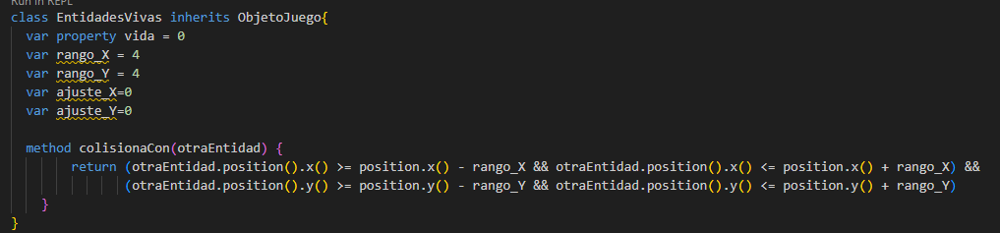 Run in REPL
class EntidadesVivas inherits ObjetoJuego{
var property vida = 0
var rango_X = 4
var rango_Y = 4
var ajuste_X=0
var ajuste_Y=0
method colisionaCon(otraEntidad) {
return (otraEntidad.position().x() >= position.x() - rango_X && otraEntidad.position().x() <= position.x() + rango_X) &&
(otraEntidad.position().y() >= position.y() - rango_Y && otraEntidad.position().y() <= position.y() + rango_Y)
}
}